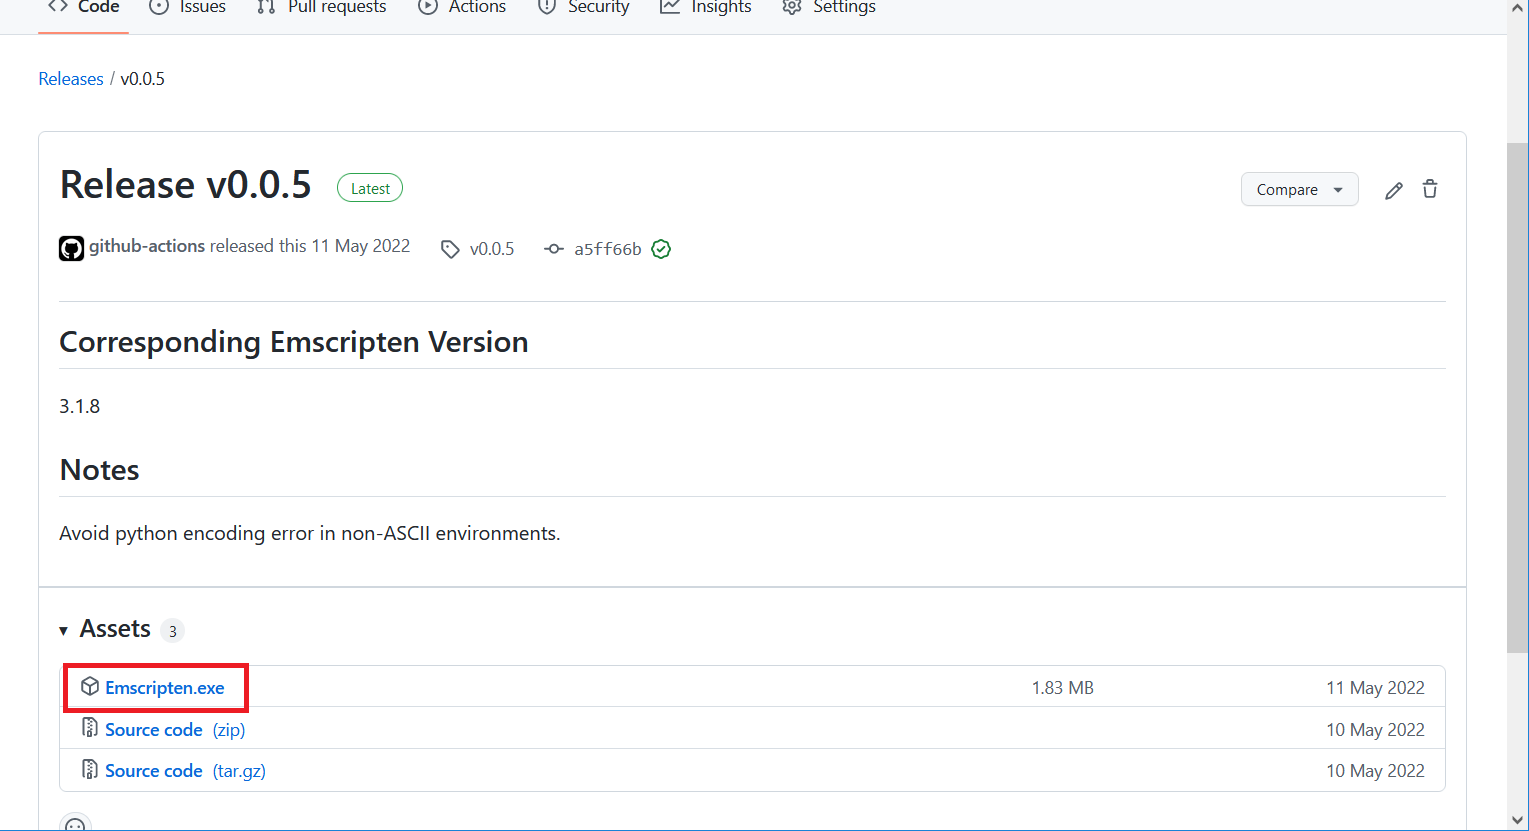 Code Issues Pull requests Actions Security Insights Settings
Releases / v0.0.5
Release v0.0.5 Latest Compare
github-actions released this 11 May 2022 v0.0.5 a5ff66b
Corresponding Emscripten Version
3.1.8
Notes
Avoid python encoding error in non-ASCII environments.
Assets 3
Emscripten.exe 1.83 MB 11 May 2022
Source code (zip) 10 May 2022
Source code (tar.gz) 10 May 2022